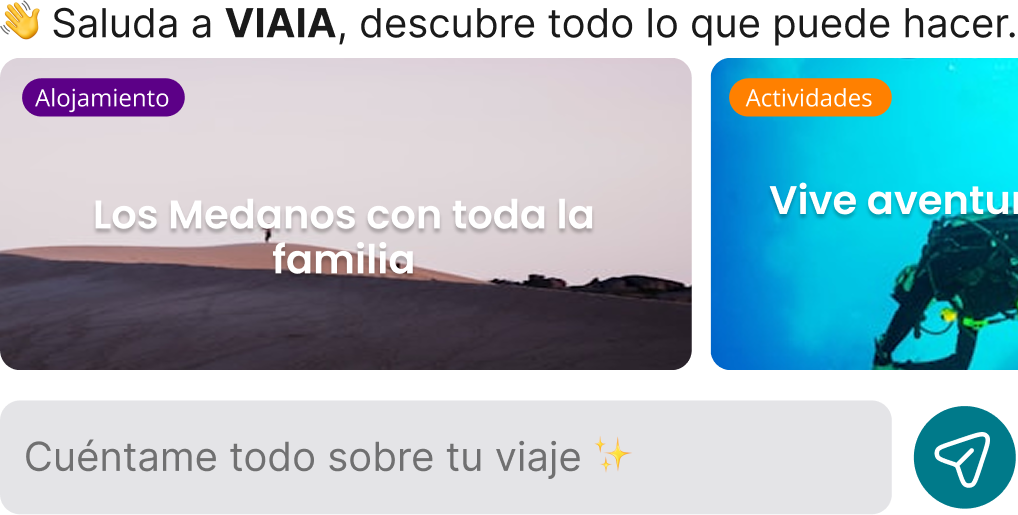 👋 Saluda a VIAIA, descubre todo lo que puede hacer.
Alojamiento
Los Medanos con toda la
familia
Actividades
Vive
Cuéntame todo sobre tu viaje ✨